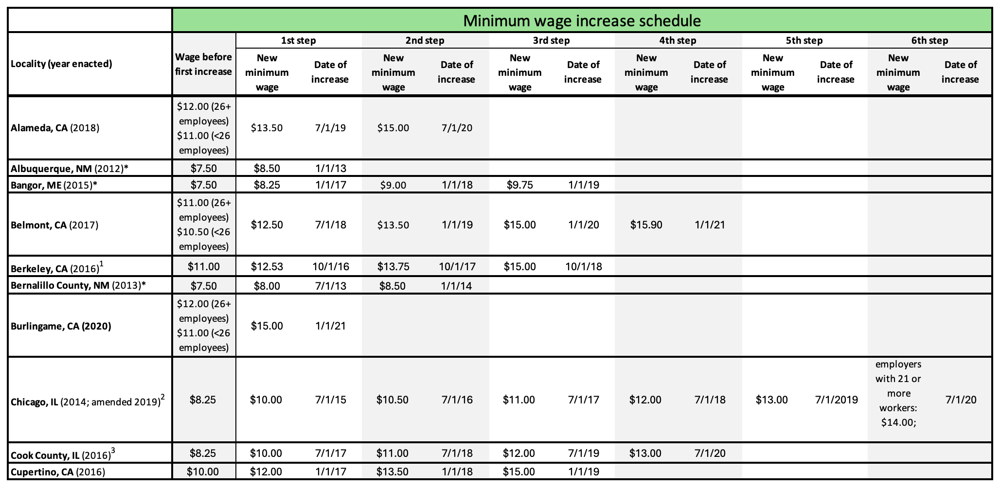 Minimum wage increase schedule
Locality (year enacted)
Wage before
first increase
1st step
2nd step
3rd step
4th step
5th step
6th step
New
minimum
wage
Date of
increase
New
minimum
wage
Date of
increase
New
minimum
wage
Date of
increase
New
minimum
wage
Date of
increase
New
minimum
wage
Date of
increase
New
minimum
wage
Date of
increase
Alameda, CA (2018)
$12.00 (26+
employees)
$11.00 (<26
employees)
$13.50 7/1/19 $15.00 7/1/20
Albuquerque, NM (2012)* $7.50 $8.50 1/1/13
Bangor, ME (2015)* $7.50 $8.25 1/1/17 $9.00 1/1/18 $9.75 1/1/19
Belmont, CA (2017)
$11.00 (26+
employees)
$10.50 (<26
employees)
$12.50 7/1/18 $13.50 1/1/19 $15.00 1/1/20 $15.90 1/1/21
Berkeley, CA (2016)1 $11.00 $12.53 10/1/16 $13.75 10/1/17 $15.00 10/1/18
Bernalillo County, NM (2013)* $7.50 $8.00 7/1/13 $8.50 1/1/14
Burlingame, CA (2020)
$12.00 (26+
employees)
$11.00 (<26
employees)
$15.00 1/1/21
Chicago, IL (2014; amended 2019)2 $8.25 $10.00 7/1/15 $10.50 7/1/16 $11.00 7/1/17 $12.00 7/1/18 $13.00 7/1/2019
employers
with 21 or
more
workers:
$14.00;
7/1/20
Cook County, IL (2016)3 $8.25 $10.00 7/1/17 $11.00 7/1/18 $12.00 7/1/19 $13.00 7/1/20
Cupertino, CA (2016) $10.00 $12.00 1/1/17 $13.50 1/1/18 $15.00 1/1/19